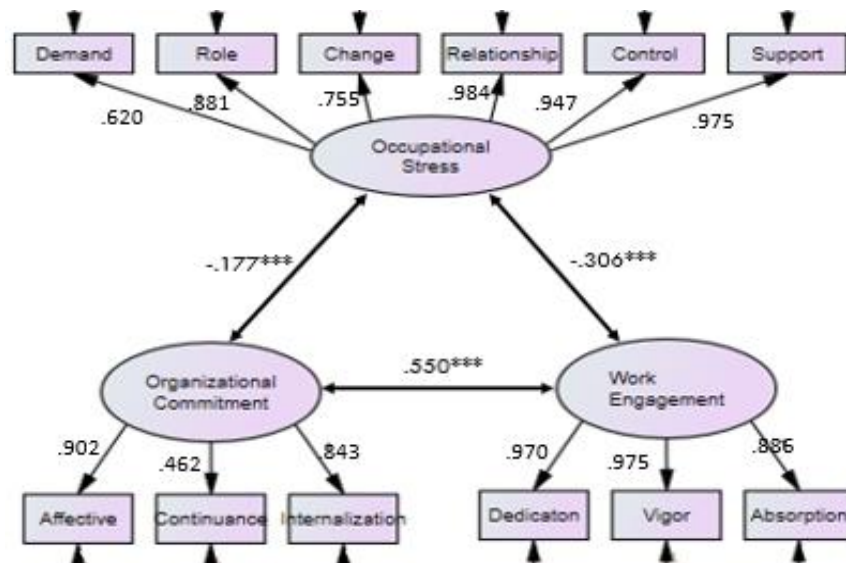 Demand
Role
Change
Relationship
Control
Support
.620
.881
.755
.984
.947
.975
Occupational
Stress
-.177***
-.306***
.550***
Organizational
Commitment
Work
Engagement
.902
.462
.843
.970
.975
.886
Affective
Continuance
Internalization
Dedicaton
Vigor
Absorption